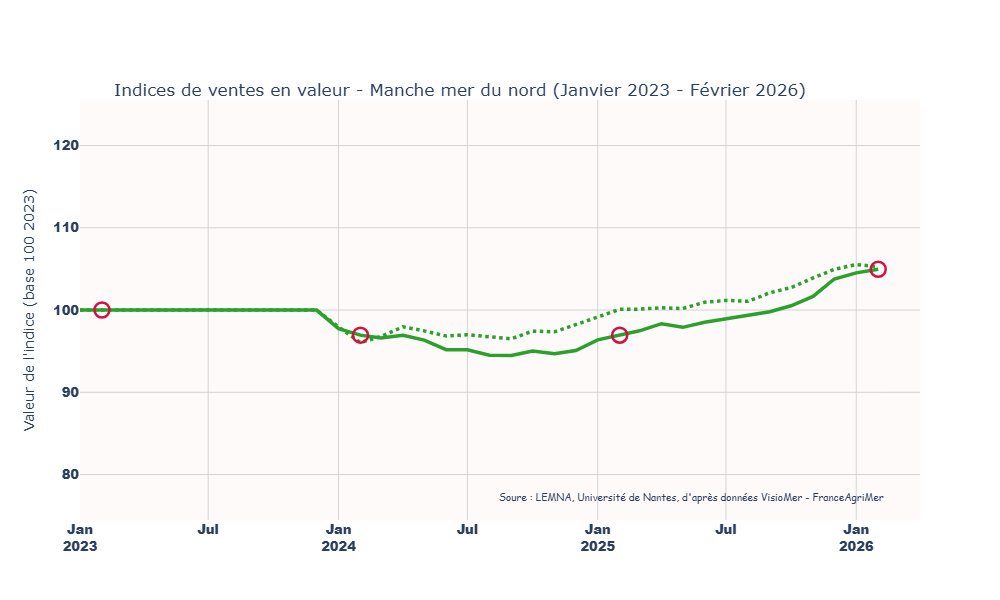 Indices de ventes en valeur - Manche mer du nord (Janvier 2023 - Février 2026)
Valeur de l'indice (base 100 2023)
120
110
100
90
80
Soure : LEMNA, Université de Nantes, d'après données VisioMer - FranceAgriMer
Jan Jul Jan Jul Jan Jul Jan
2023 2024 2025 2026